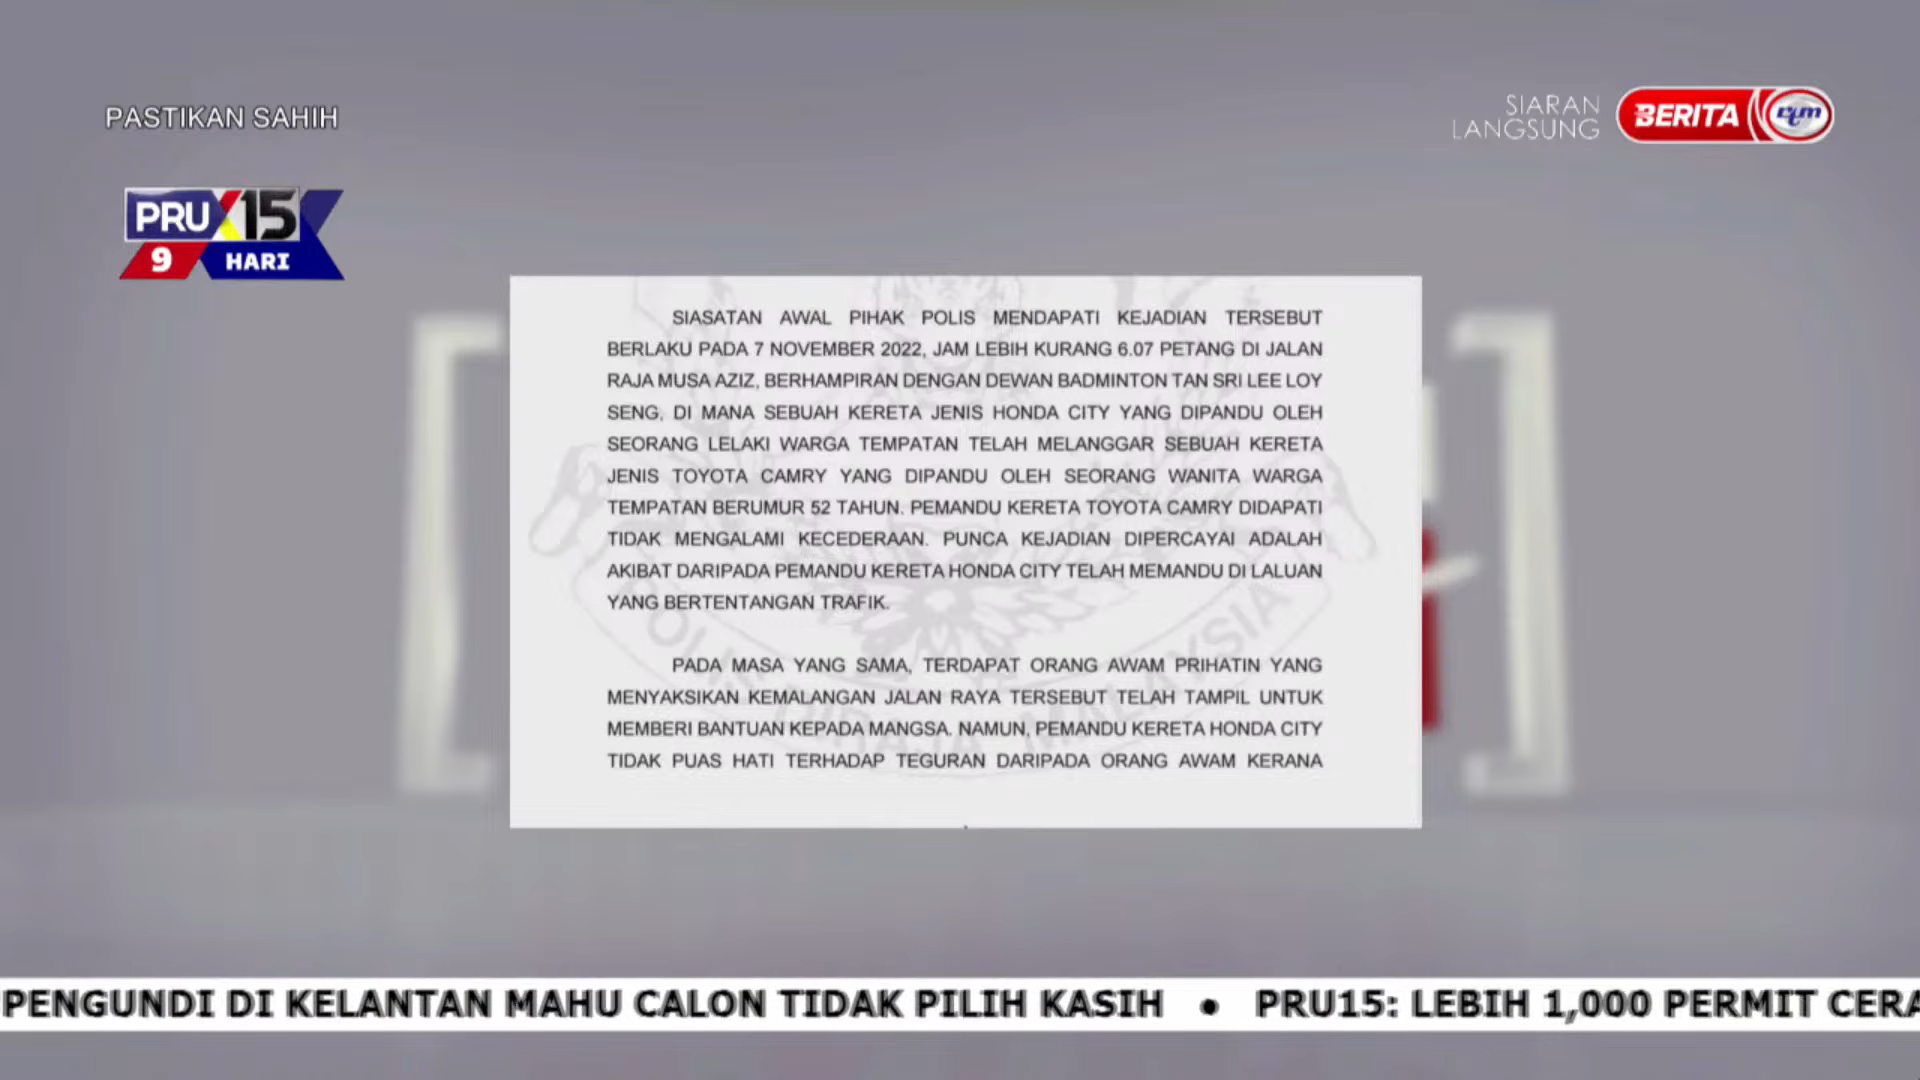 PASTIKAN SAHIH
SIARAN
LANGSUNG
BERITA rtm
PRU 15
9 HARI
SIASATAN AWAL PIHAK POLIS MENDAPATI KEJADIAN TERSEBUT
BERLAKU PADA 7 NOVEMBER 2022, JAM LEBIH KURANG 6.07 PETANG DI JALAN
RAJA MUSA AZIZ, BERHAMPIRAN DENGAN DEWAN BADMINTON TAN SRI LEE LOY
SENG, DI MANA SEBUAH KERETA JENIS HONDA CITY YANG DIPANDU OLEH
SEORANG LELAKI WARGA TEMPATAN TELAH MELANGGAR SEBUAH KERETA
JENIS TOYOTA CAMRY YANG DIPANDU OLEH SEORANG WANITA WARGA
TEMPATAN BERUMUR 52 TAHUN. PEMANDU KERETA TOYOTA CAMRY DIDAPATI
TIDAK MENGALAMI KECEDERAAN. PUNCA KEJADIAN DIPERCAYAI ADALAH
AKIBAT DARIPADA PEMANDU KERETA HONDA CITY TELAH MEMANDU DI LALUAN
YANG BERTENTANGAN TRAFIK.
PADA MASA YANG SAMA, TERDAPAT ORANG AWAM PRIHATIN YANG
MENYAKSIKAN KEMALANGAN JALAN RAYA TERSEBUT TELAH TAMPIL UNTUK
MEMBERI BANTUAN KEPADA MANGSA. NAMUN, PEMANDU KERETA HONDA CITY
TIDAK PUAS HATI TERHADAP TEGURAN DARIPADA ORANG AWAM KERANA
POLIS DIRAJA MALAYSIA
PENGUNDI DI KELANTAN MAHU CALON TIDAK PILIH KASIH • PRU15: LEBIH 1,000 PERMIT CERA